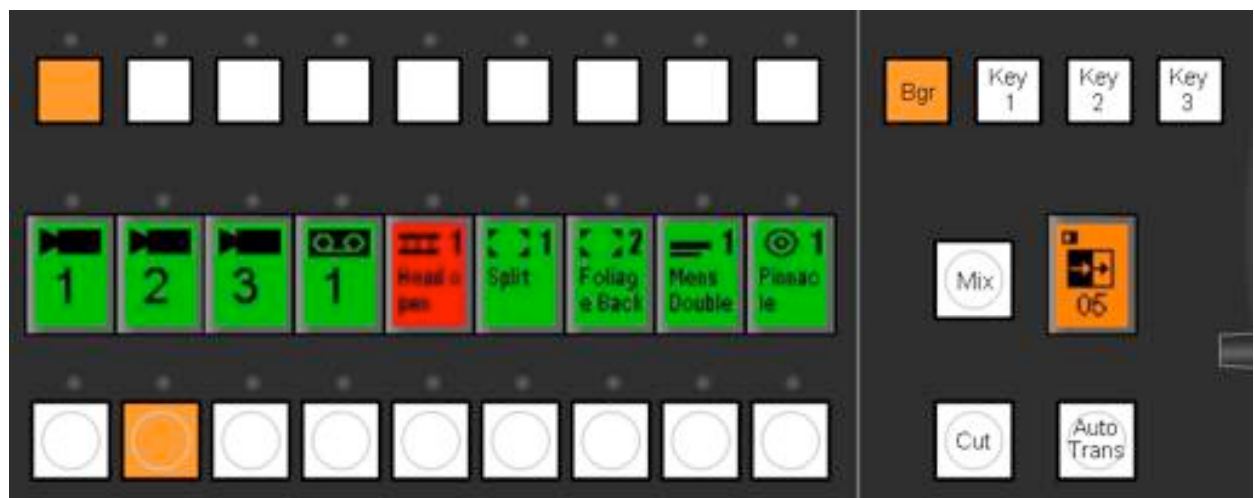 Bgr
Key
1
Key
2
Key
3
1
2
3
1
1
Head o
pen
1
Split
2
Foliag
e Back
1
Mens
Double
1
Pinnac
le
Mix
05
Cut
Auto
Trans